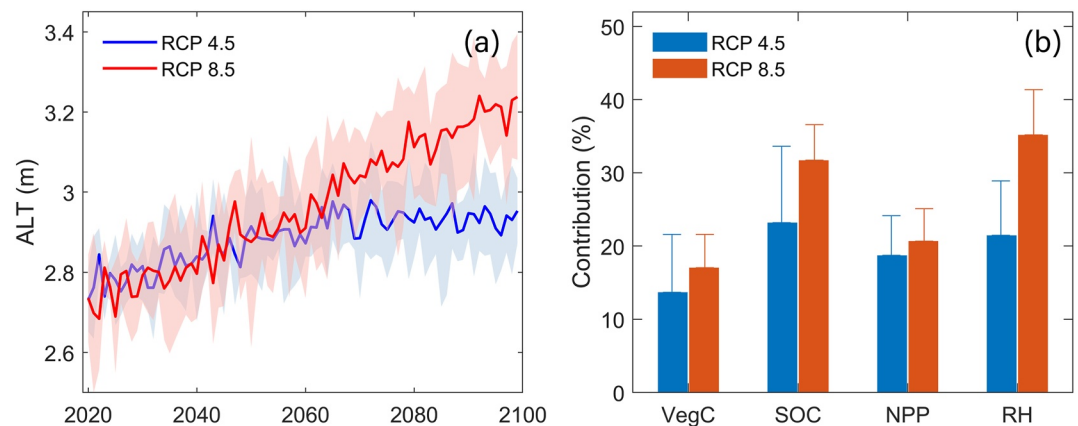 (a)
RCP 4.5
RCP 8.5
ALT (m)
3.4
3.2
3
2.8
2.6
2020 2040 2060 2080 2100
(b)
RCP 4.5
RCP 8.5
Contribution (%)
50
40
30
20
10
0
VegC SOC NPP RH